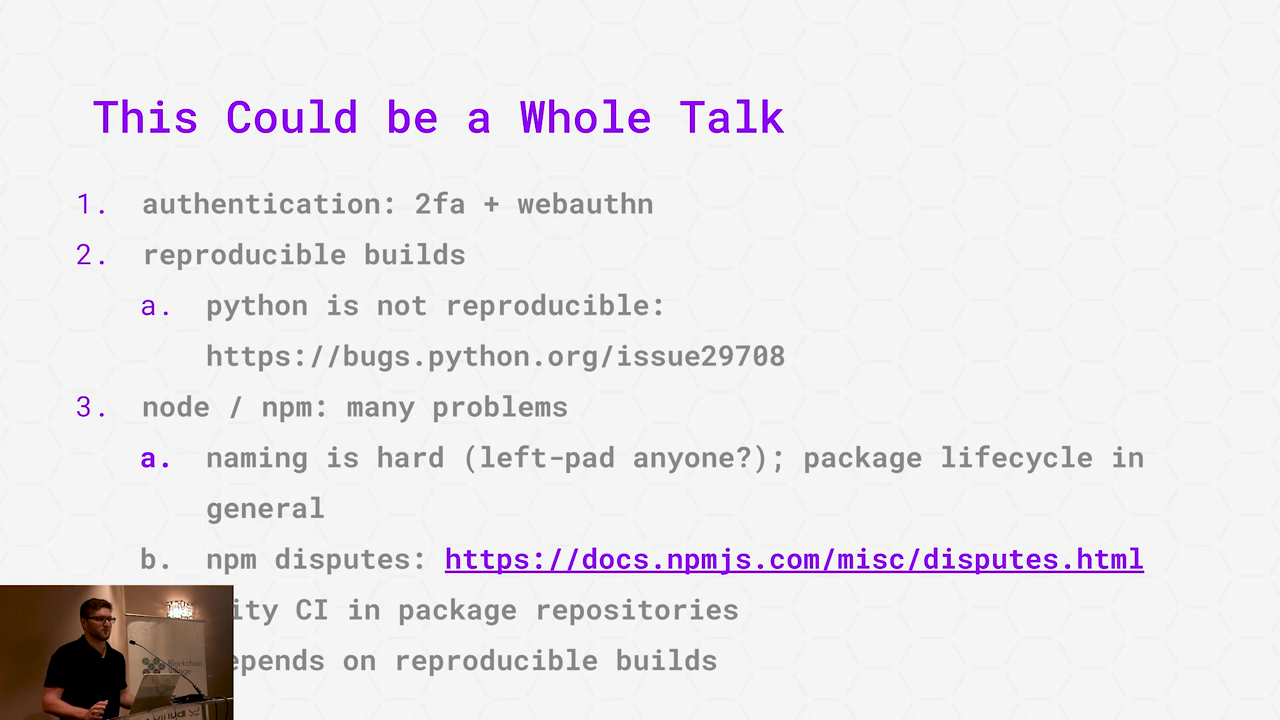 This Could be a Whole Talk
1. authentication: 2fa + webauthn
2. reproducible builds
a. python is not reproducible:
https://bugs.python.org/issue29708
3. node / npm: many problems
a. naming is hard (left-pad anyone?); package lifecycle in
general
b. npm disputes: https://docs.npmjs.com/misc/disputes.html
ity CI in package repositories
epends on reproducible builds
Blockchain
Village